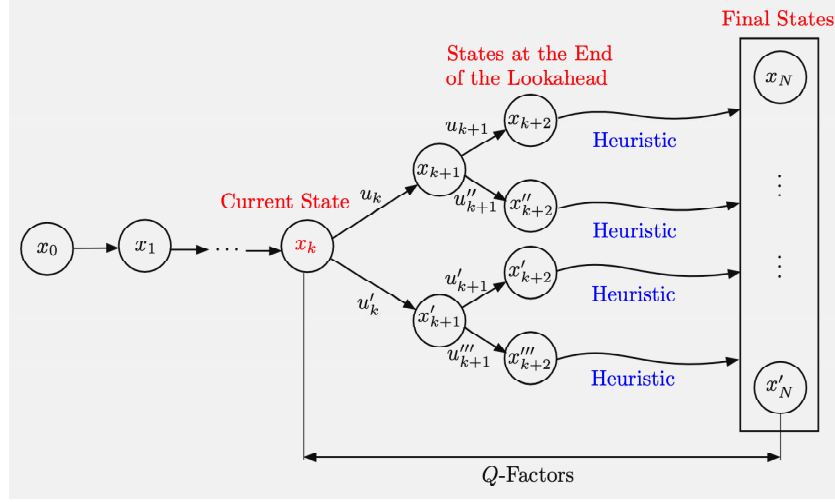 Final States
States at the End
of the Lookahead
x_N
u_{k+1}
x_{k+2}
Heuristic
x_{k+1}
Current State
u_k
u''_{k+1}
x''_{k+2}
⋮
Heuristic
x_0
x_1
···
x_k
u'_{k+1}
x'_{k+2}
⋮
Heuristic
u'_k
x'_{k+1}
u'''_{k+1}
x'''_{k+2}
Heuristic
x'_N
Q-Factors